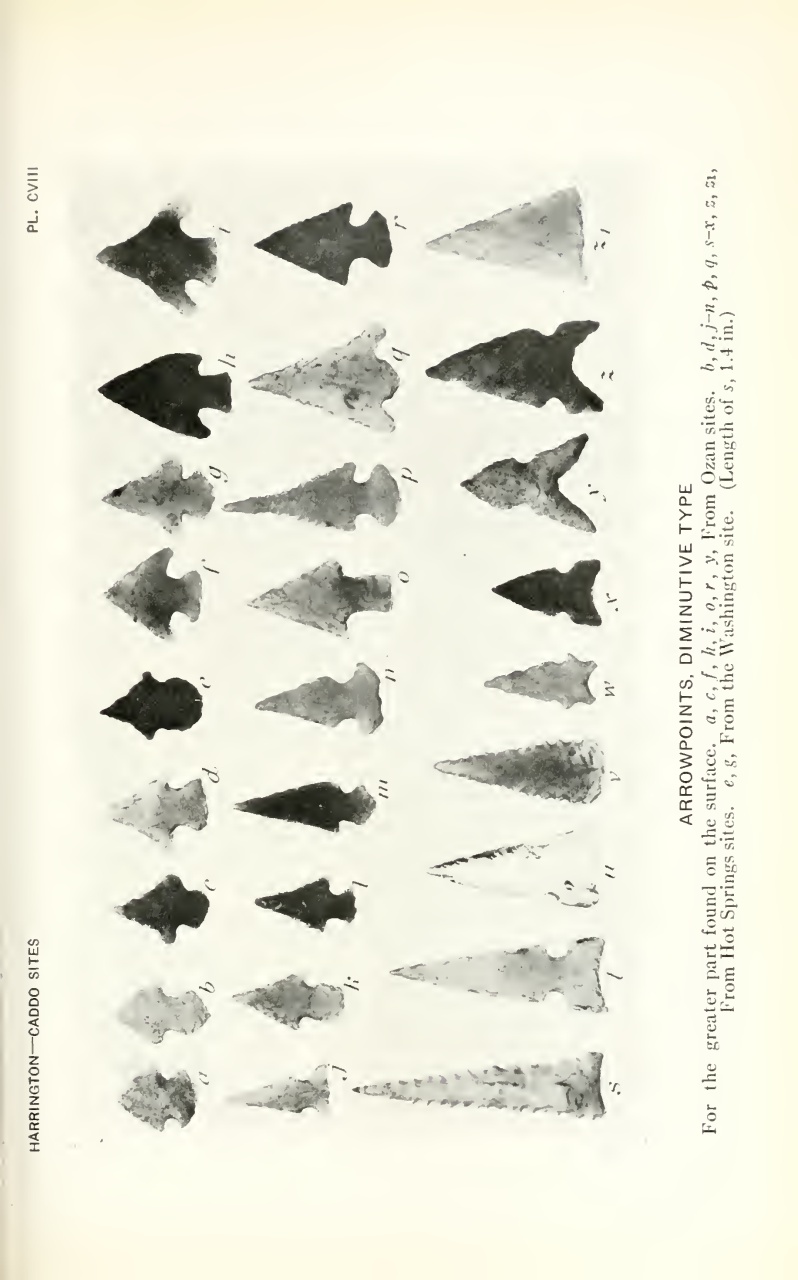 HARRINGTON—CADDO SITES PL. CVIII
a b c d e f g h i
j k l m n o p q r
s t u v w x y z z1
ARROWPOINTS, DIMINUTIVE TYPE
For the greater part found on the surface. a, c, f, h, i, o, r, y, From Ozan sites. b, d, j–n, p, q, s–x, z, z1,
From Hot Springs sites. e, g, From the Washington site. (Length of s, 1.4 in.)